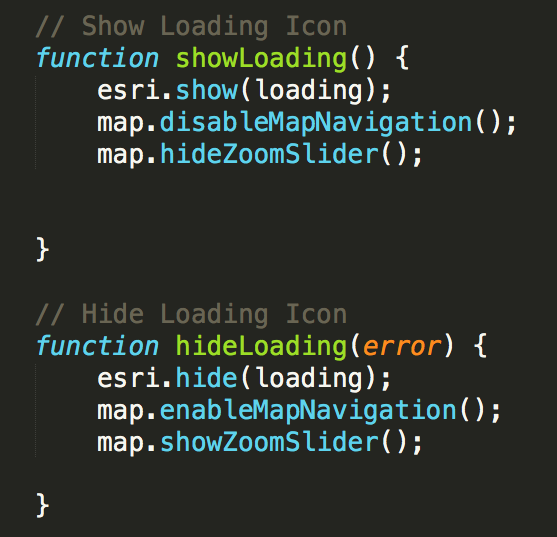 // Show Loading Icon
function showLoading() {
    esri.show(loading);
    map.disableMapNavigation();
    map.hideZoomSlider();
}
// Hide Loading Icon
function hideLoading(error) {
    esri.hide(loading);
    map.enableMapNavigation();
    map.showZoomSlider();
}